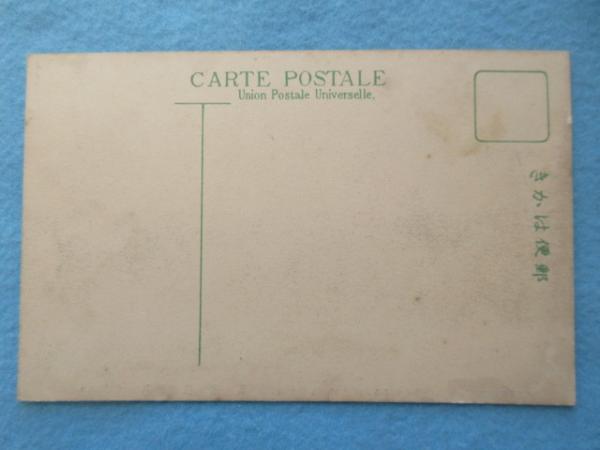 CARTE POSTALE
Union Postale Universelle.
きかは便郵